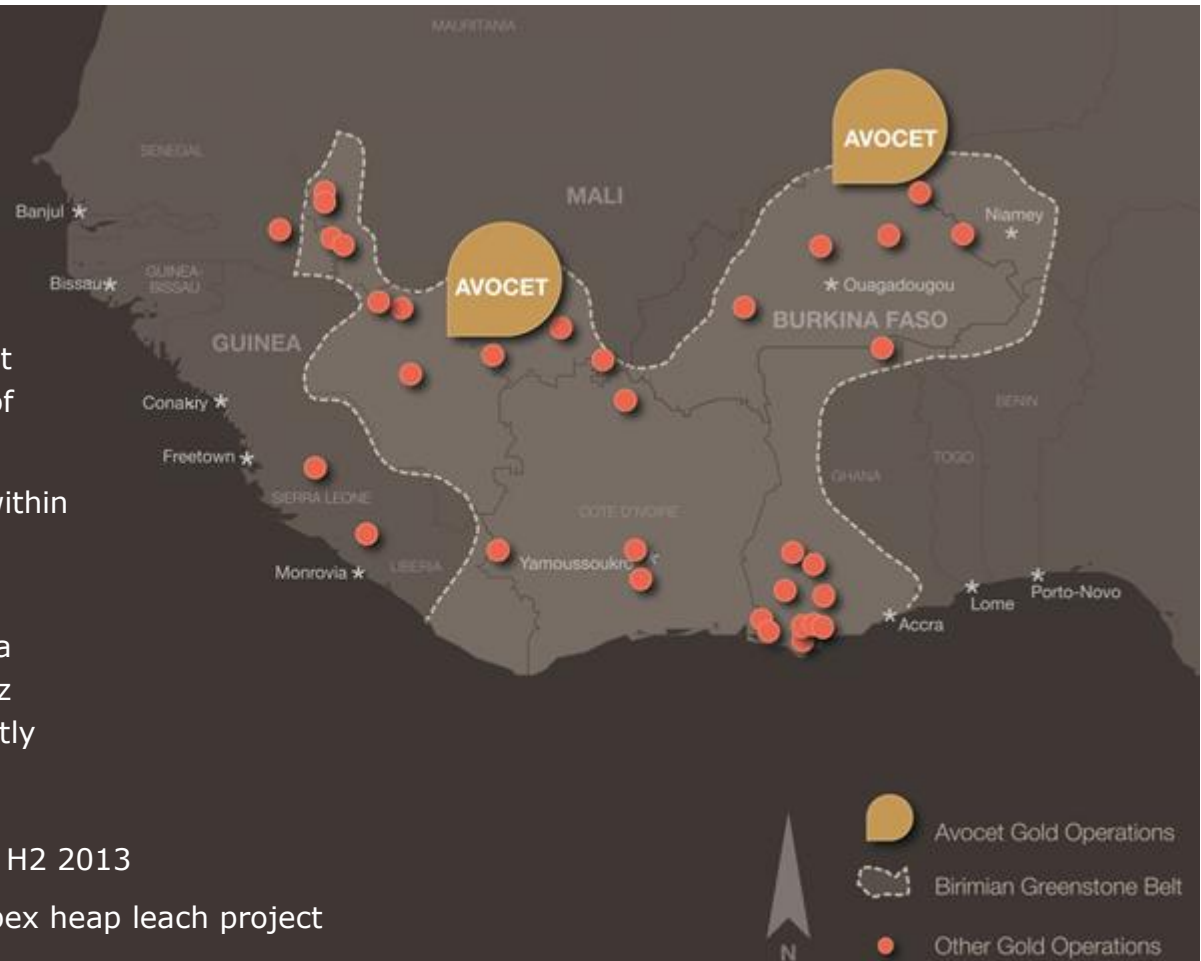 MAURITANIA
AVOCET
SENEGAL
MALI
Banjul
Niamey
Bissau
GUINEA-
BISSAU
AVOCET
Ouagadougou
BURKINA FASO
GUINEA
t
of
Conakry
BENIN
Freetown
TOGO
GHANA
SIERRA LEONE
within
COTE D'IVOIRE
Monrovia
LIBERIA
Yamoussoukro
Porto-Novo
Lome
Accra
a
z
tly
Avocet Gold Operations
H2 2013
Birimian Greenstone Belt
pex heap leach project
N
Other Gold Operations